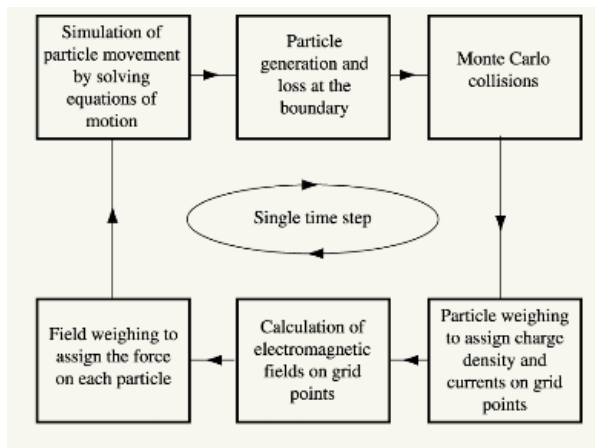 Simulation of
particle movement
by solving
equations of
motion
Particle
generation and
loss at the
boundary
Monte Carlo
collisions
Single time step
Field weighing to
assign the force
on each particle
Calculation of
electromagnetic
fields on grid
points
Particle weighing
to assign charge
density and
currents on grid
points